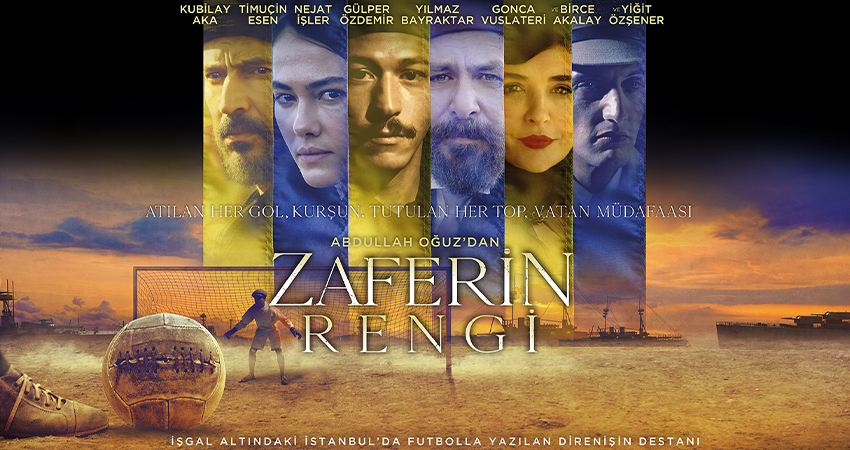 KUBİLAY AKA TİMUÇİN ESEN NEJAT İŞLER GÜLPER ÖZDEMİR YILMAZ BAYRAKTAR GONCA VUSLATERİ VE BİRCE AKALAY VE YİĞİT ÖZŞENER
ATILAN HER GOL, KURŞUN, TUTULAN HER TOP, VATAN MÜDAFAASI
ABDULLAH OĞUZ'DAN
ZAFERİN
RENGİ
İŞGAL ALTINDAKİ İSTANBUL'DA FUTBOLLA YAZILAN DİRENİŞİN DESTANI